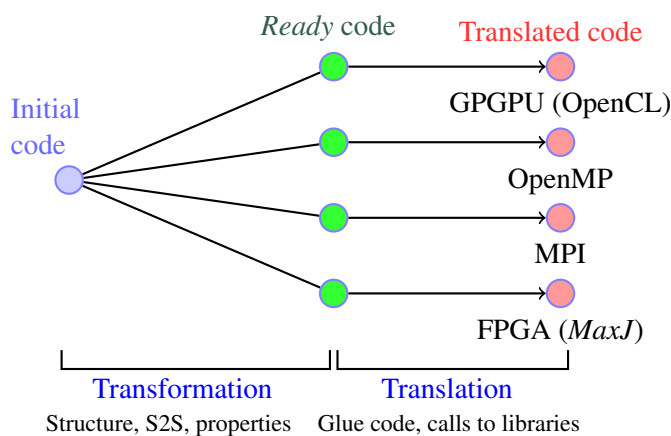 Ready code
Translated code
Initial
code
GPGPU (OpenCL)
OpenMP
MPI
FPGA (MaxJ)
Transformation
Translation
Structure, S2S, properties
Glue code, calls to libraries